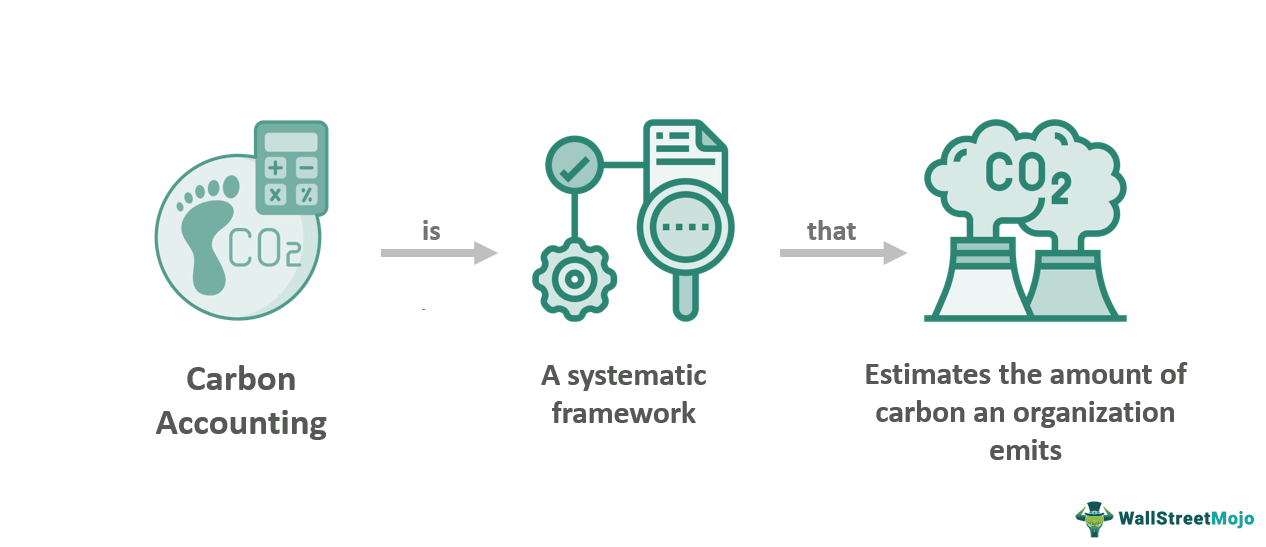 CO2
is
that
CO2
Carbon
Accounting
A systematic
framework
Estimates the amount of
carbon an organization
emits
WallStreetMojo